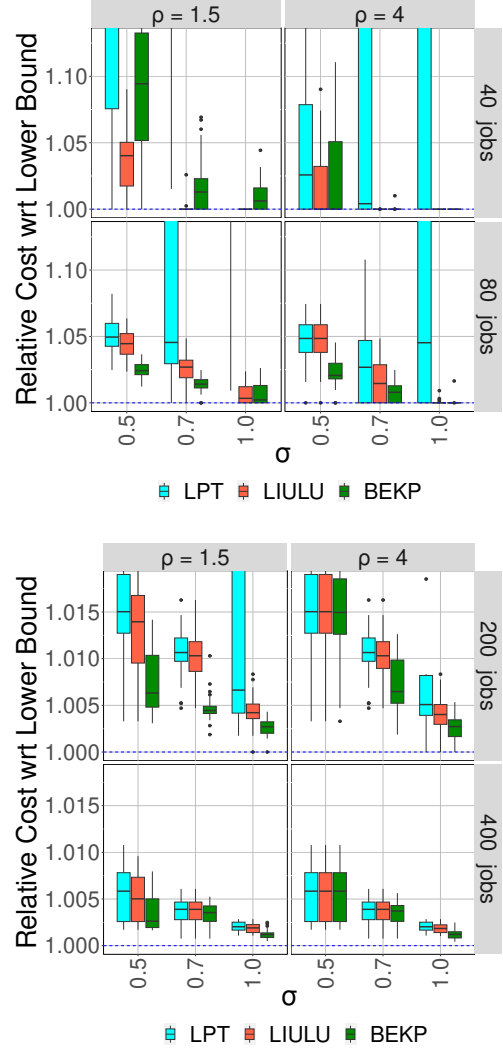 ρ = 1.5
ρ = 4
Relative Cost wrt Lower Bound
1.10
1.05
1.00
40 jobs
1.10
1.05
1.00
80 jobs
0.5
0.7
1.0
0.5
0.7
1.0
σ
LPT LIULU BEKP
ρ = 1.5
ρ = 4
Relative Cost wrt Lower Bound
1.015
1.010
1.005
1.000
200 jobs
1.015
1.010
1.005
1.000
400 jobs
0.5
0.7
1.0
0.5
0.7
1.0
σ
LPT LIULU BEKP